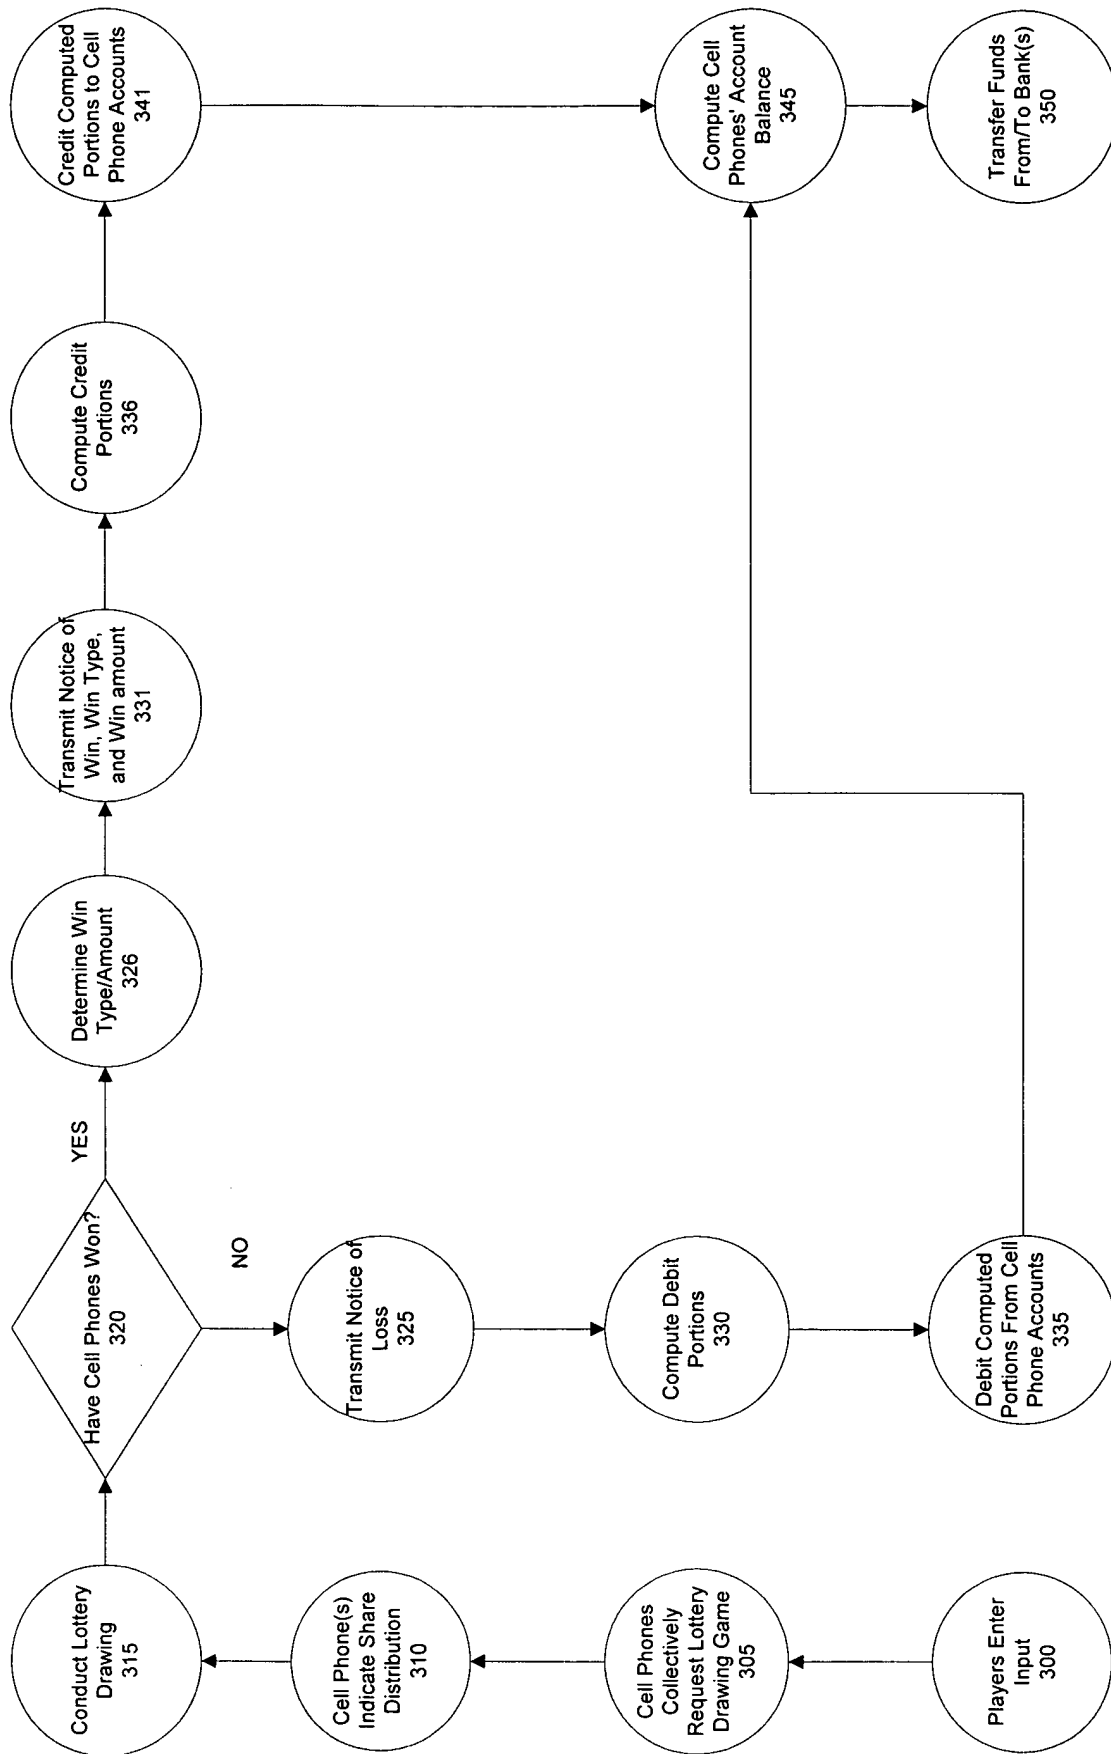 Players Enter
Input
300
Cell Phones
Collectively
Request Lottery
Drawing Game
305
Cell Phone(s)
Indicate Share
Distribution
310
Conduct Lottery
Drawing
315
Have Cell Phones Won?
320
YES
NO
Transmit Notice of
Loss
325
Compute Debit
Portions
330
Debit Computed
Portions From Cell
Phone Accounts
335
Determine Win
Type/Amount
326
Transmit Notice of
Win, Win Type,
and Win amount
331
Compute Credit
Portions
336
Credit Computed
Portions to Cell
Phone Accounts
341
Compute Cell
Phones' Account
Balance
345
Transfer Funds
From/To Bank(s)
350